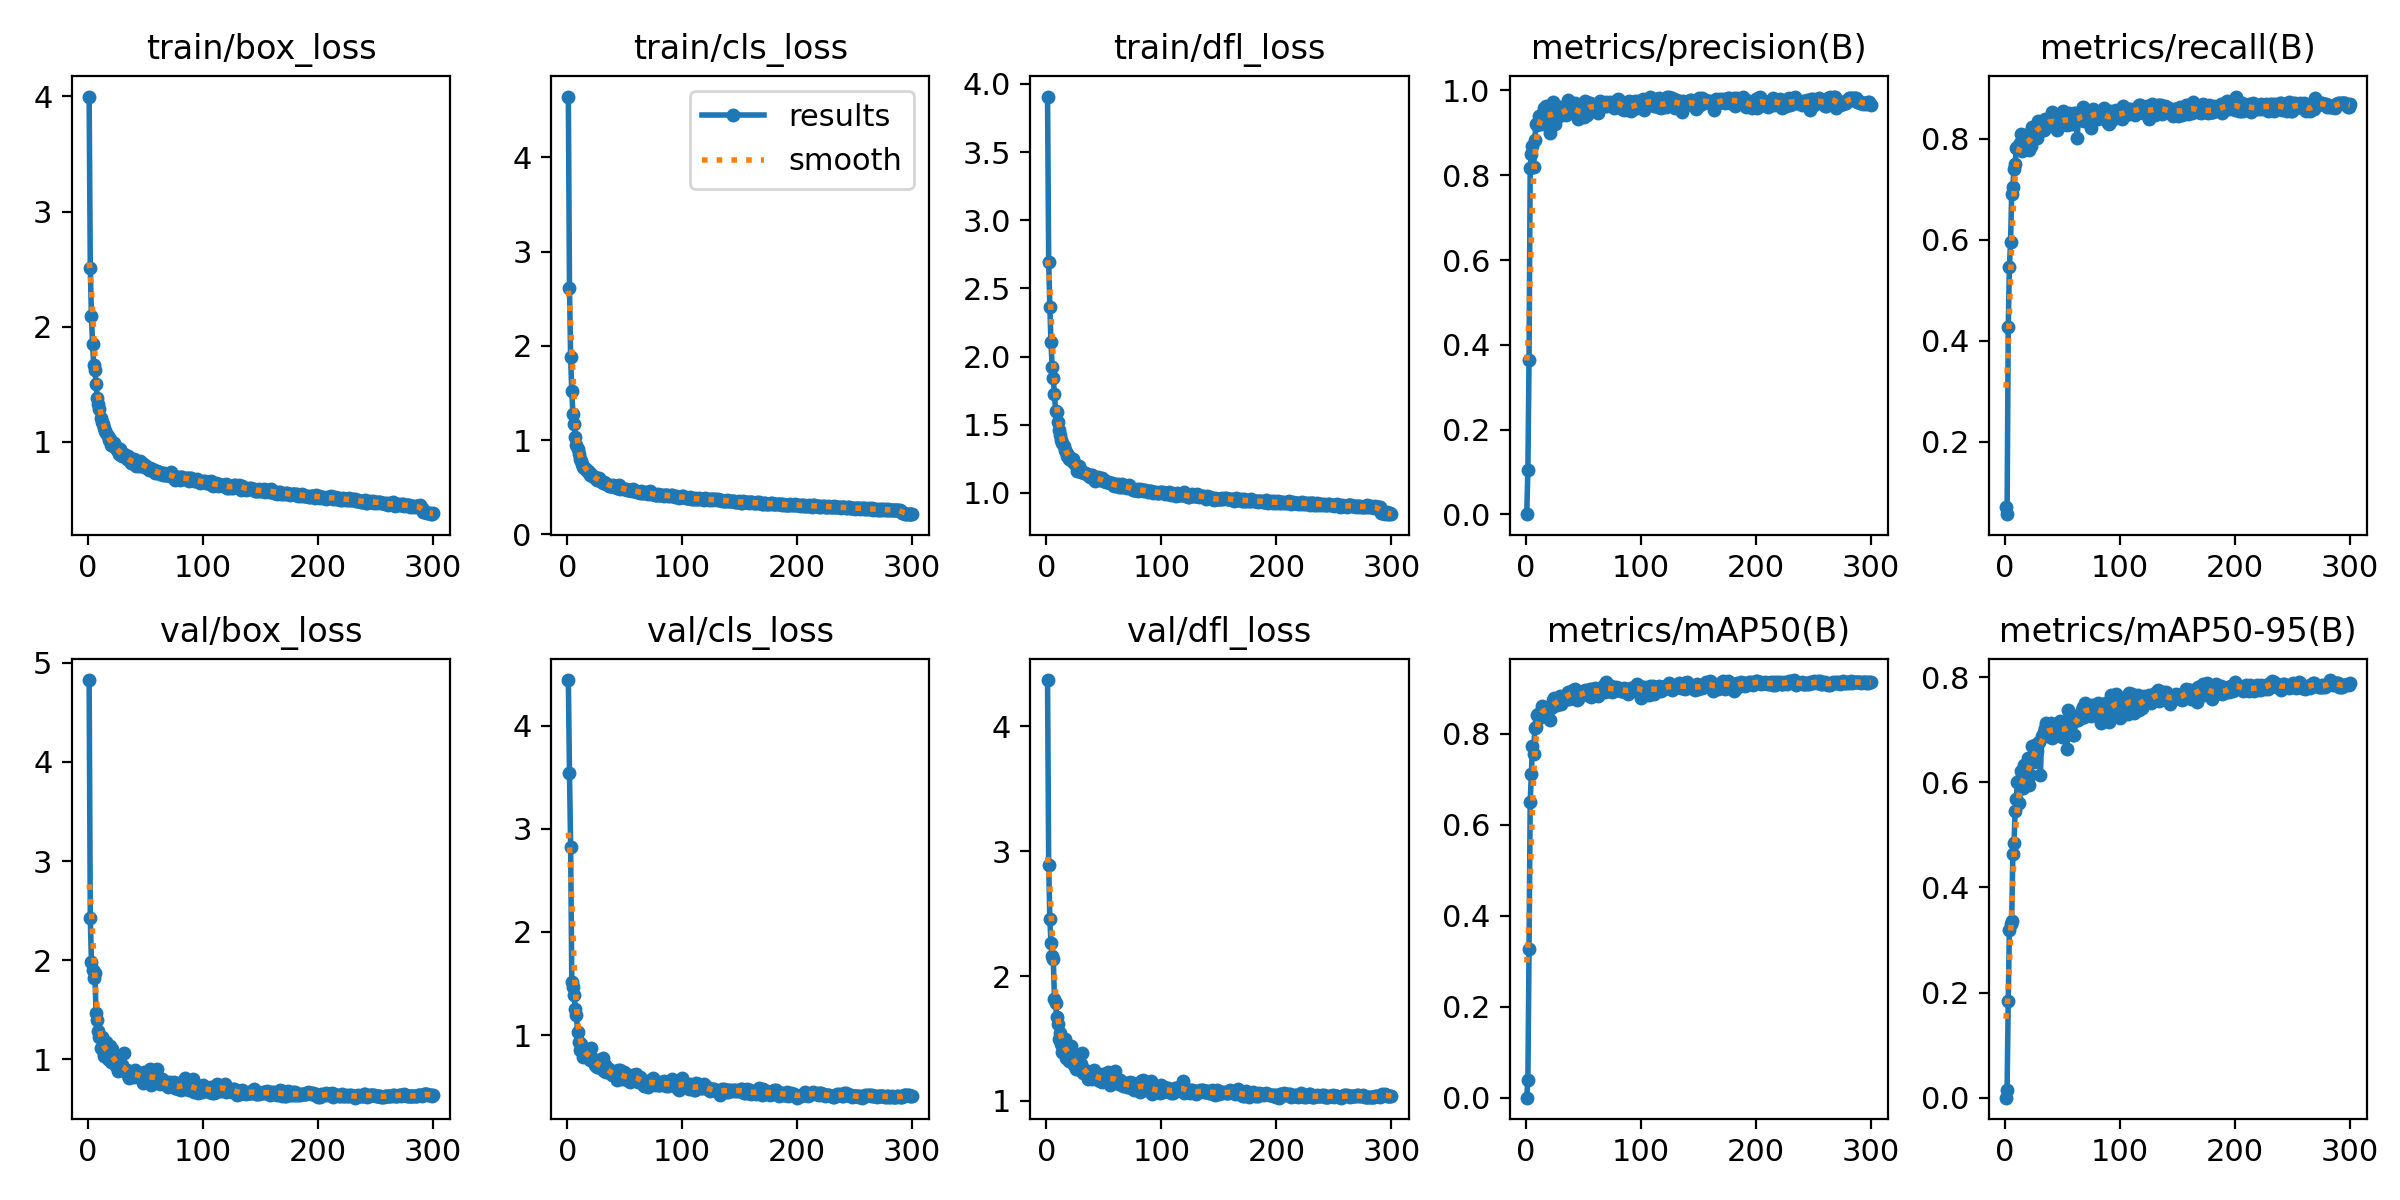 train/box_loss
4
3
2
1
0 100 200 300
train/cls_loss
results
smooth
4
3
2
1
0
0 100 200 300
train/dfl_loss
4.0
3.5
3.0
2.5
2.0
1.5
1.0
0 100 200 300
metrics/precision(B)
1.0
0.8
0.6
0.4
0.2
0.0
0 100 200 300
metrics/recall(B)
0.8
0.6
0.4
0.2
0 100 200 300
val/box_loss
5
4
3
2
1
0 100 200 300
val/cls_loss
4
3
2
1
0 100 200 300
val/dfl_loss
4
3
2
1
0 100 200 300
metrics/mAP50(B)
0.8
0.6
0.4
0.2
0.0
0 100 200 300
metrics/mAP50-95(B)
0.8
0.6
0.4
0.2
0.0
0 100 200 300